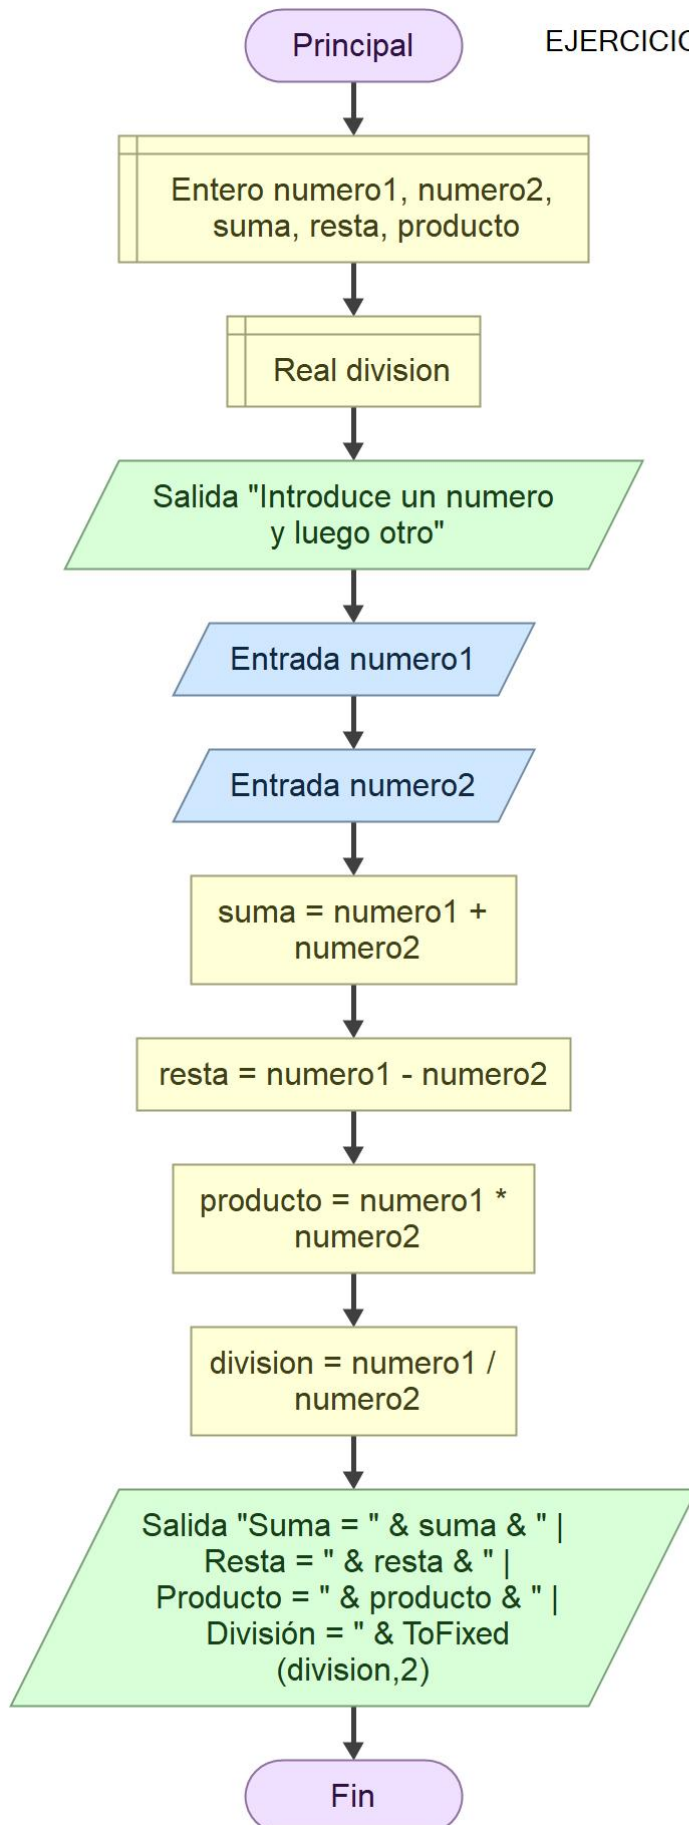 Principal
EJERCICIO
Entero numero1, numero2,
suma, resta, producto
Real division
Salida "Introduce un numero
y luego otro"
Entrada numero1
Entrada numero2
suma = numero1 +
numero2
resta = numero1 - numero2
producto = numero1 *
numero2
division = numero1 /
numero2
Salida "Suma = " & suma & " |
Resta = " & resta & " |
Producto = " & producto & " |
División = " & ToFixed
(division,2)
Fin